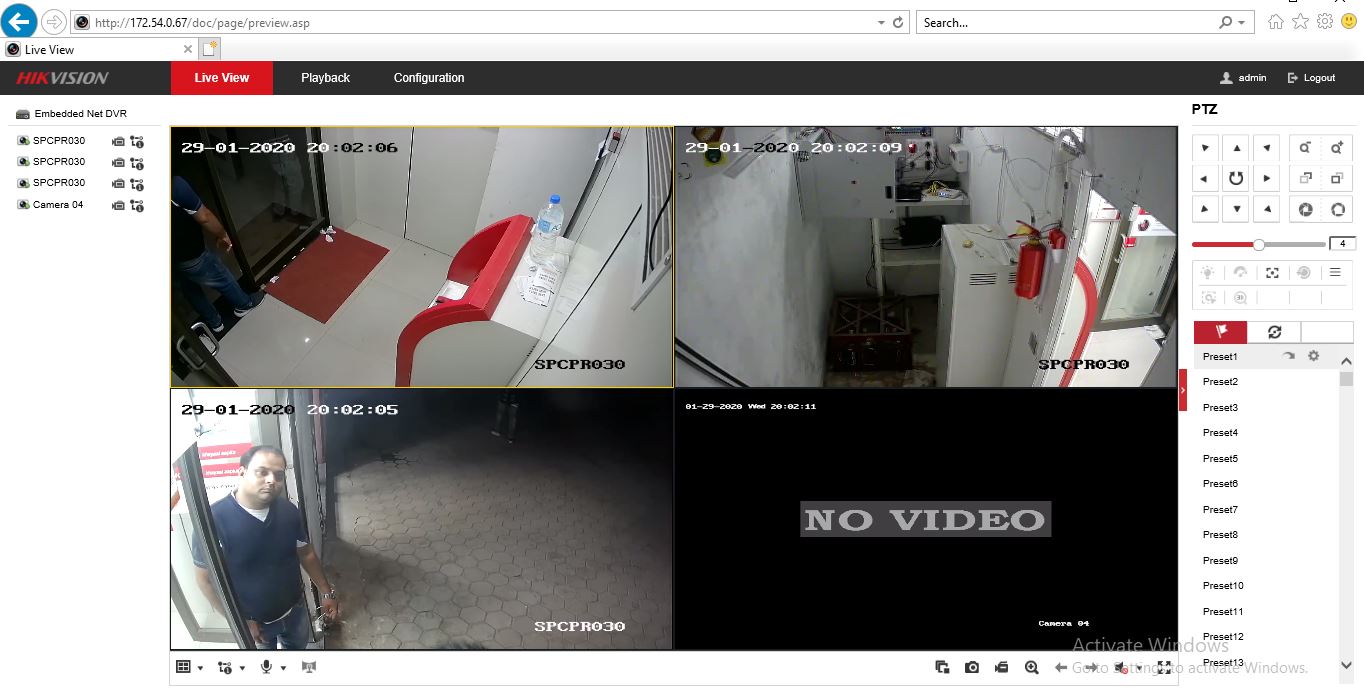 http://172.54.0.67/doc/page/preview.asp
Search...
Live View
HIKVISION
Live View
Playback
Configuration
admin
Logout
Embedded Net DVR
SPCPR030
SPCPR030
SPCPR030
Camera 04
29-01-2020 20:02:06
SPCPR030
29-01-2020 20:02:09
SPCPR030
29-01-2020 20:02:05
SPCPR030
01-29-2020 Wed 20:02:11
NO VIDEO
Camera 04
PTZ
4
Preset1
Preset2
Preset3
Preset4
Preset5
Preset6
Preset7
Preset8
Preset9
Preset10
Preset11
Preset12
Preset13
Activate Windows
Go to Settings to activate Windows.